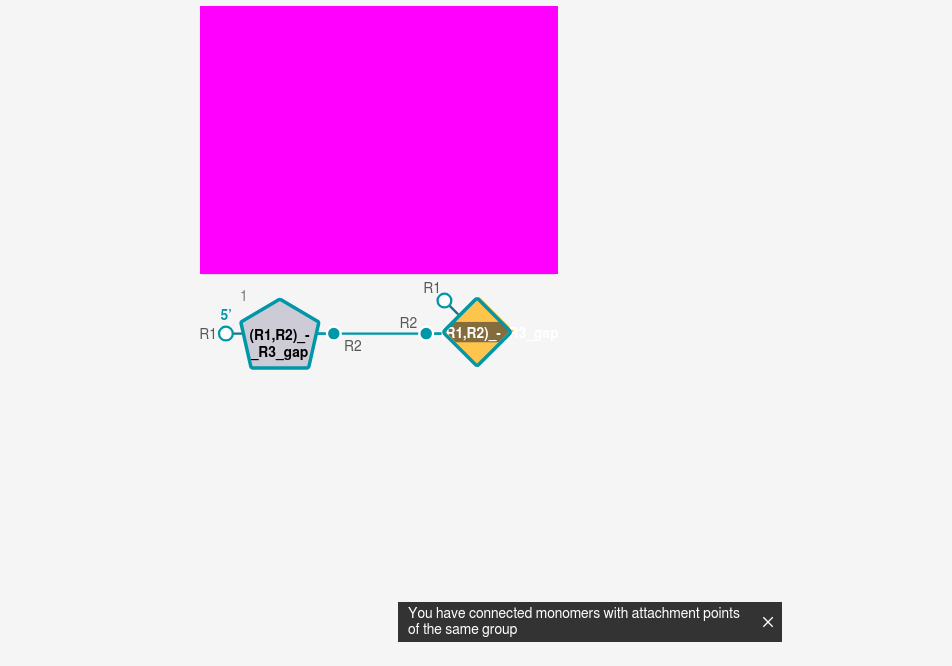 1
5'
R1
(R1,R2)_-
_R3_gap
R2
R2
R1
R1,R2)_-
R3_gap
You have connected monomers with attachment points
of the same group